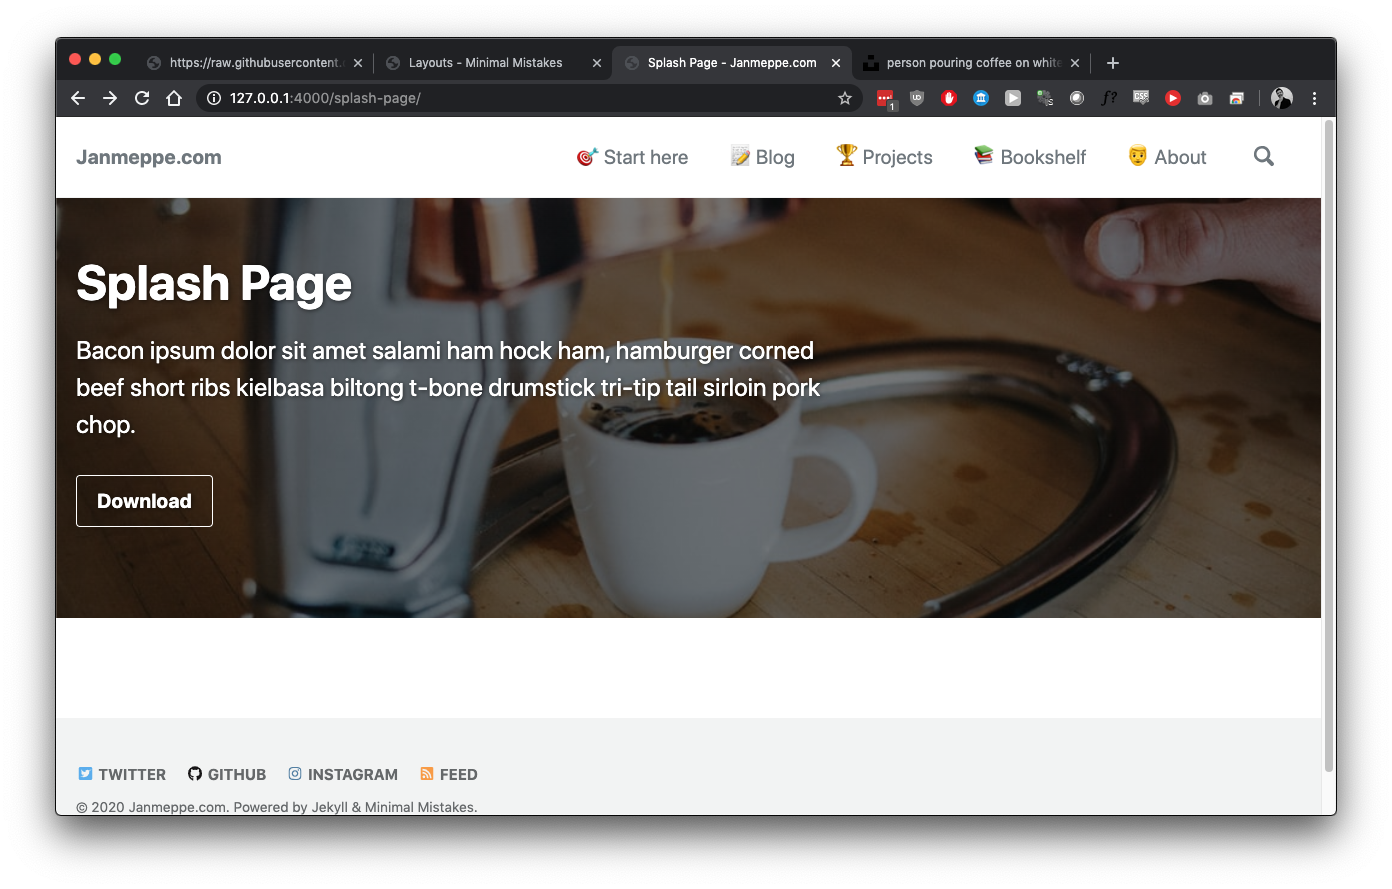 https://raw.githubusercontent.
Layouts - Minimal Mistakes
Splash Page - Janmeppe.com
person pouring coffee on white
127.0.0.1:4000/splash-page/
1
f?
CSS
Janmeppe.com
Start here
Blog
Projects
Bookshelf
About
Splash Page
Bacon ipsum dolor sit amet salami ham hock ham, hamburger corned
beef short ribs kielbasa biltong t-bone drumstick tri-tip tail sirloin pork
chop.
Download
TWITTER
GITHUB
INSTAGRAM
FEED
© 2020 Janmeppe.com. Powered by Jekyll & Minimal Mistakes.